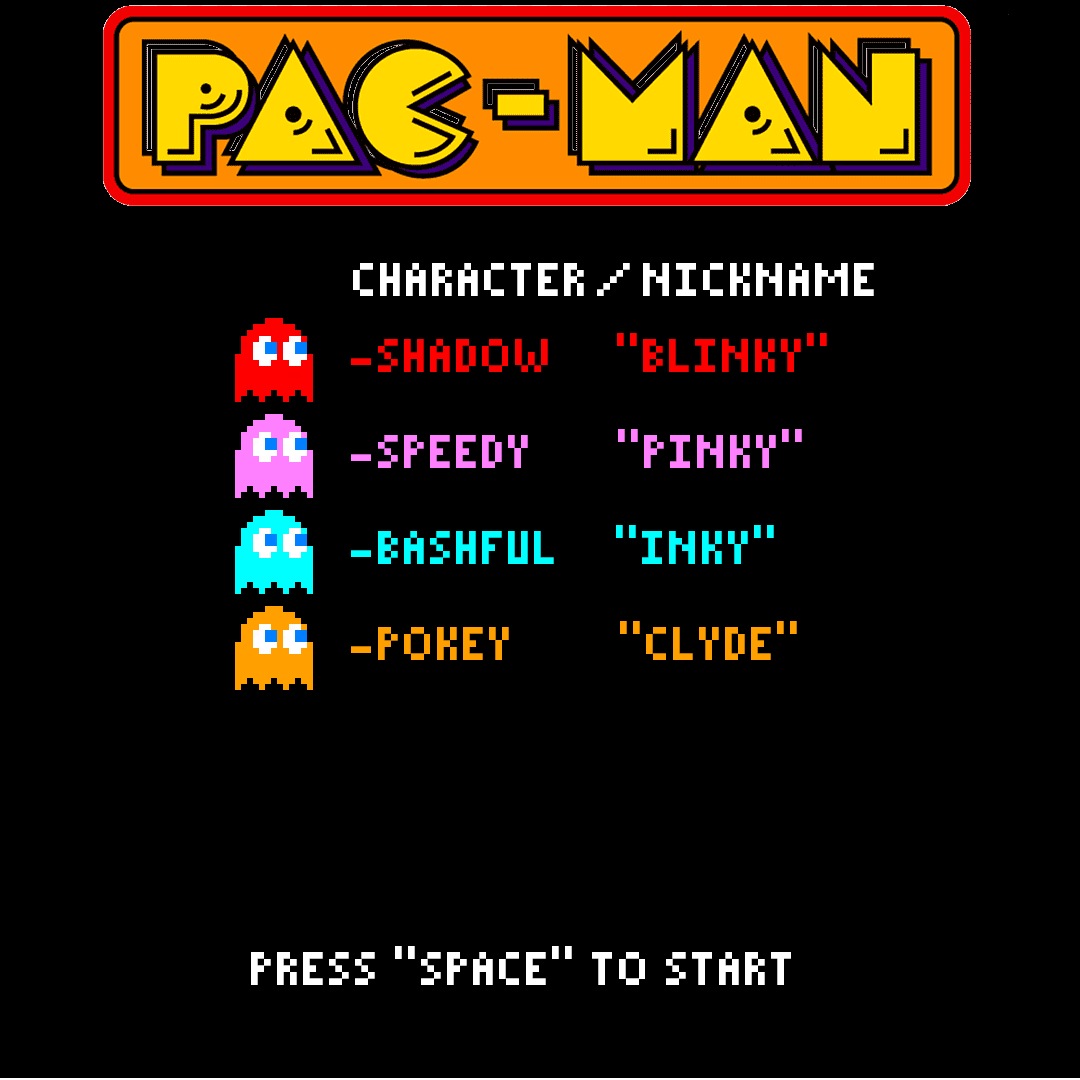 PAC-MAN
CHARACTER / NICKNAME
-SHADOW "BLINKY"
-SPEEDY "PINKY"
-BASHFUL "INKY"
-POKEY "CLYDE"
PRESS "SPACE" TO START